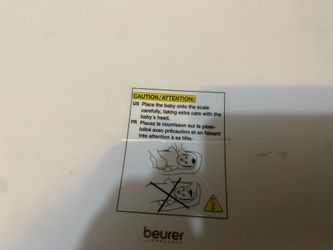 CAUTION/ATTENTION:
US Place the baby onto the scale
carefully, taking extra care with the
baby's head.
FR Placez le nourrisson sur le pèse-
bébé avec précaution et en faisant
très attention à sa tête.
beurer